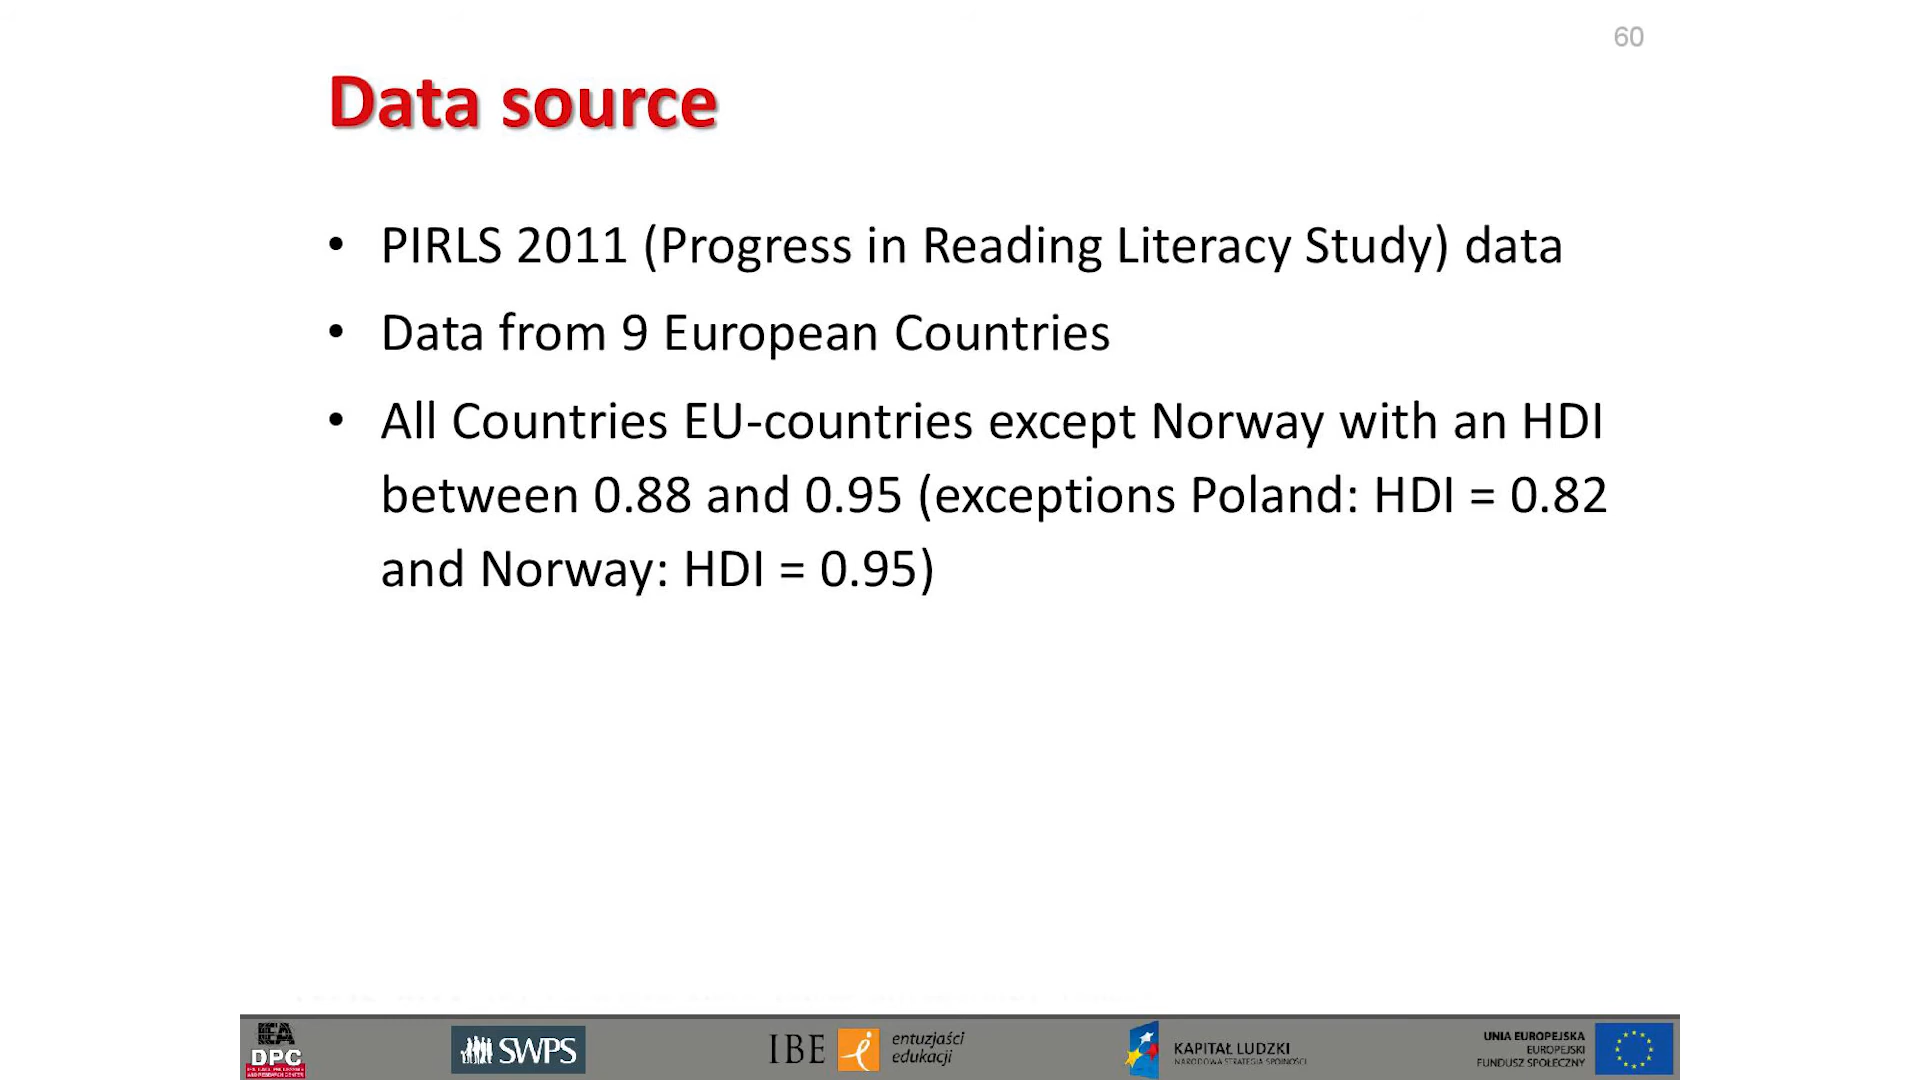 60
Data source
• PIRLS 2011 (Progress in Reading Literacy Study) data
• Data from 9 European Countries
• All Countries EU-countries except Norway with an HDI
between 0.88 and 0.95 (exceptions Poland: HDI = 0.82
and Norway: HDI = 0.95)
IEA
DPC
SWPS
IBE
entuzjaści
edukacji
KAPITAŁ LUDZKI
NARODOWA STRATEGIA SPÓJNOŚCI
UNIA EUROPEJSKA
EUROPEJSKI
FUNDUSZ SPOŁECZNY